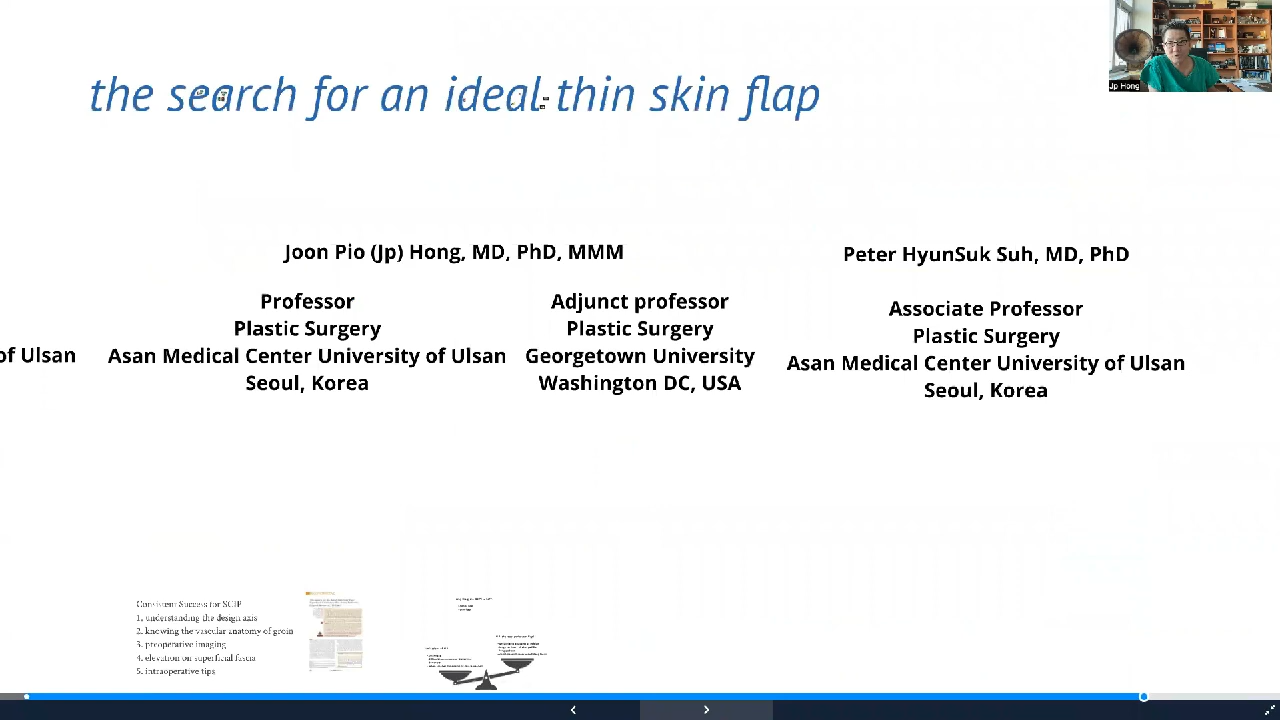 Jp Hong
the search for an ideal thin skin flap
Joon Pio (Jp) Hong, MD, PhD, MMM
Peter HyunSuk Suh, MD, PhD
of Ulsan
Professor
Plastic Surgery
Asan Medical Center University of Ulsan
Seoul, Korea
Adjunct professor
Plastic Surgery
Georgetown University
Washington DC, USA
Associate Professor
Plastic Surgery
Asan Medical Center University of Ulsan
Seoul, Korea
Consistent Success for SCIP
1, understanding the design axis
2. knowing the vascular anatomy of groin
3. preoperative imaging
4. elevation on superficial fascia
5. intraoperative tips